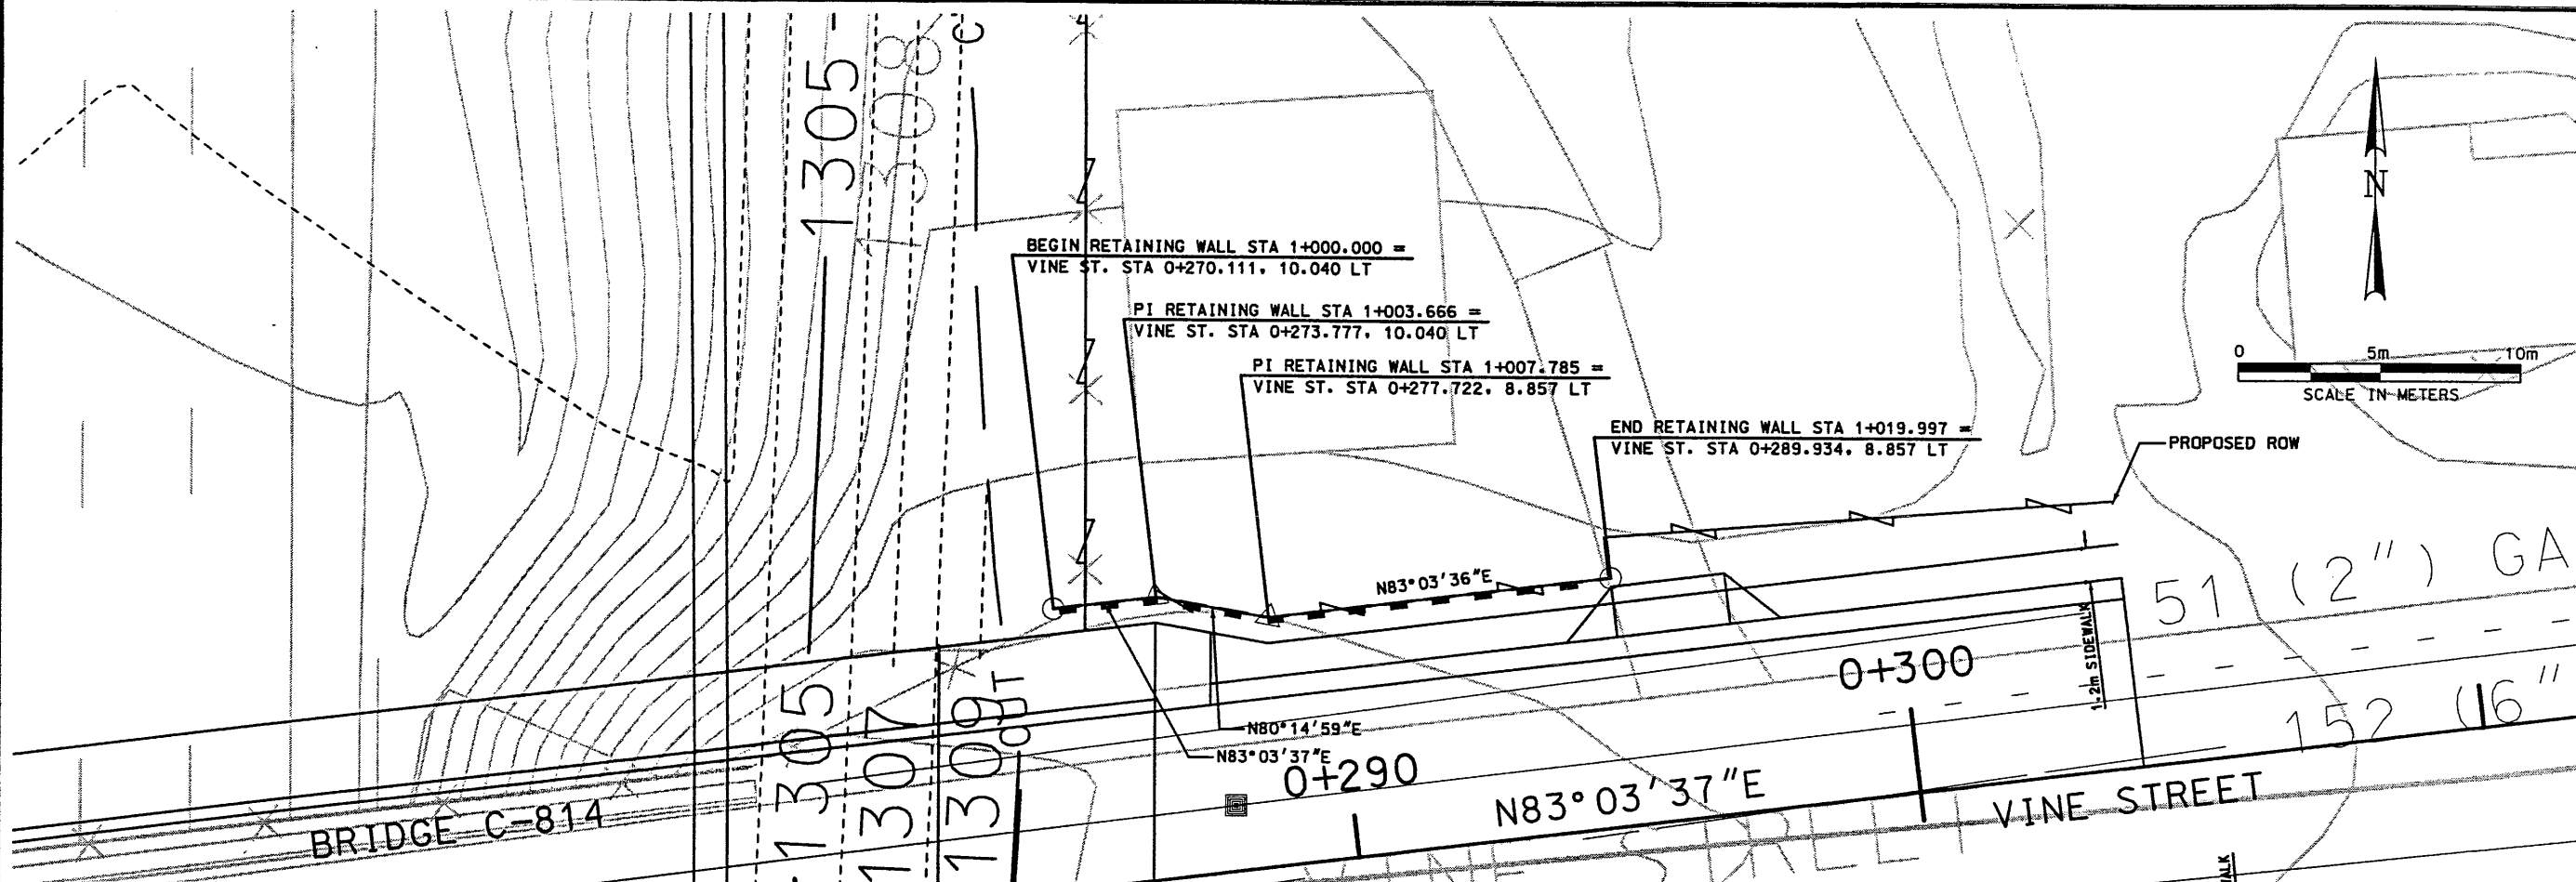 1305
1308
C
BEGIN RETAINING WALL STA 1+000.000 =
VINE ST. STA 0+270.111, 10.040 LT
PI RETAINING WALL STA 1+003.666 =
VINE ST. STA 0+273.777, 10.040 LT
PI RETAINING WALL STA 1+007.785 =
VINE ST. STA 0+277.722, 8.857 LT
END RETAINING WALL STA 1+019.997 =
VINE ST. STA 0+289.934, 8.857 LT
N
0 5m 10m
SCALE IN METERS
PROPOSED ROW
N83°03'36"E
51 (2") GA
1.2m SIDEWALK
0+300
152 (6"
N80°14'59"E
N83°03'37"E
0+290
N83°03'37"E
VINE STREET
VINE STREET
BRIDGE C-814
1305
1307
1309